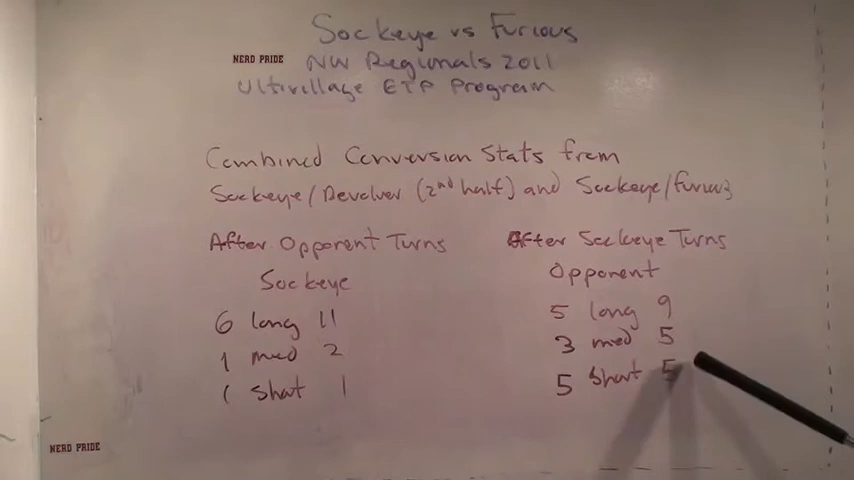 Sockeye vs Furious
NERD PRIDE NW Regionals 2011
Ultivillage ETP Program
Combined Conversion Stats from
Sockeye/Revolver (2nd half) and Sockeye/Furious
After Opponent Turns
Sockeye
6 long 11
1 med 2
1 short 1
After Sockeye Turns
Opponent
5 long 9
3 med 5
5 short 5
NERD PRIDE